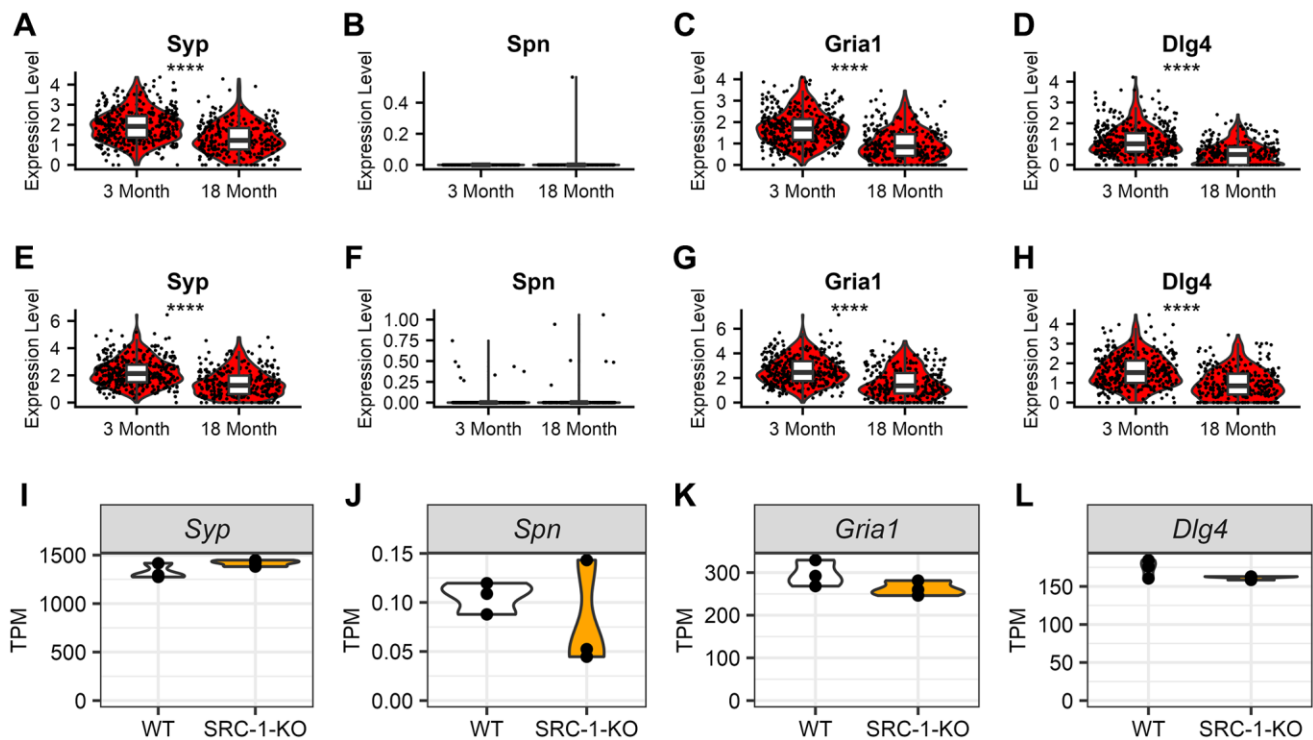 A
Syp
****
Expression Level
4
3
2
1
0
3 Month
18 Month
B
Spn
Expression Level
0.4
0.2
0.0
3 Month
18 Month
C
Gria1
****
Expression Level
4
3
2
1
0
3 Month
18 Month
D
Dlg4
****
Expression Level
4
3
2
1
0
3 Month
18 Month
E
Syp
****
Expression Level
6
4
2
0
3 Month
18 Month
F
Spn
Expression Level
1.00
0.75
0.50
0.25
0.00
3 Month
18 Month
G
Gria1
****
Expression Level
6
4
2
0
3 Month
18 Month
H
Dlg4
****
Expression Level
4
3
2
1
0
3 Month
18 Month
I
Syp
TPM
1500
1000
500
0
WT
SRC-1-KO
J
Spn
TPM
0.15
0.10
0.05
0.00
WT
SRC-1-KO
K
Gria1
TPM
300
200
100
0
WT
SRC-1-KO
L
Dlg4
TPM
150
100
50
0
WT
SRC-1-KO